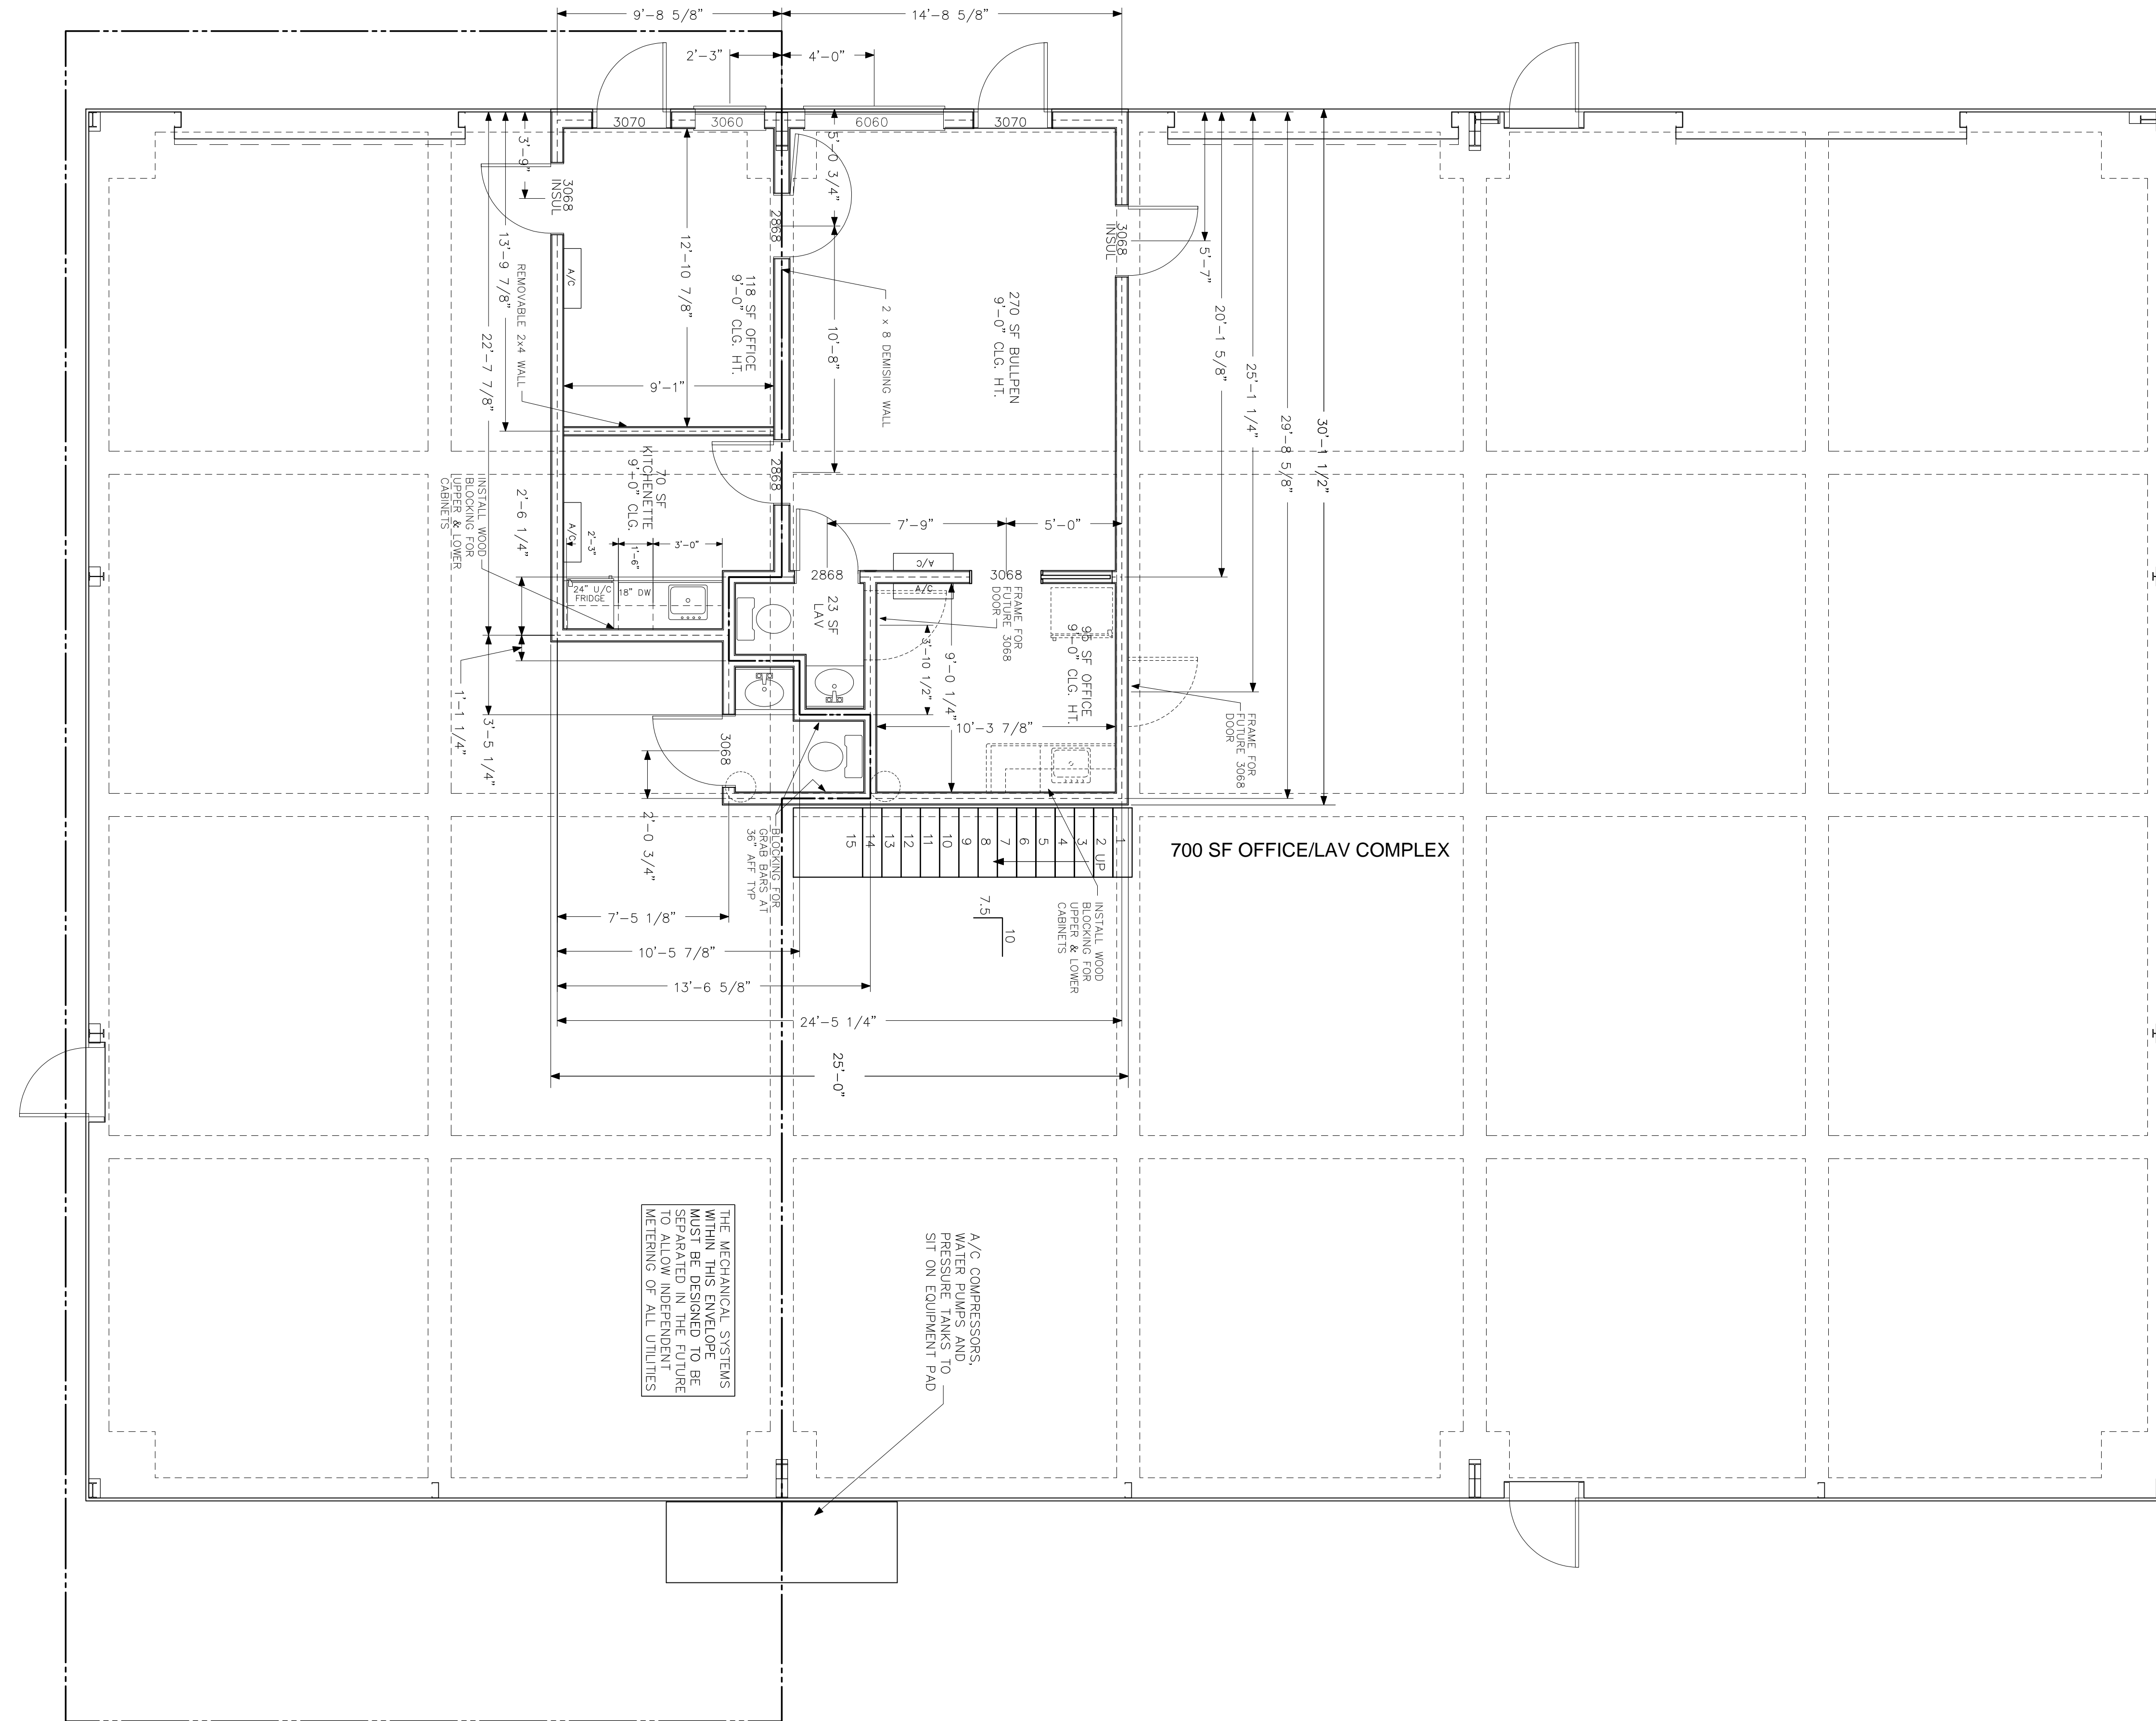 9'-8 5/8"
14'-8 5/8"
2'-3"
4'-0"
3070
3060
6060
3070
3'-9"
3068
INSUL
5'-0 3/4"
2868
3068
INSUL
5'-7"
13'-9 7/8"
22'-7 7/8"
REMOVABLE 2x4 WALL
A/C
12'-10 7/8"
118 SF OFFICE
9'-0" CLG. HT.
9'-1"
10'-8"
2 x 8 DEMISING WALL
270 SF BULLPEN
9'-0" CLG. HT.
20'-1 5/8"
25'-1 1/4"
29'-8 5/8"
30'-1 1/2"
2868
70 SF
KITCHENETTE
9'-0" CLG.
INSTALL WOOD
BLOCKING FOR
UPPER & LOWER
CABINETS
2'-6 1/4"
A/C
2'-3"
1'-6"
3'-0"
24" U/C
FRIDGE
18" DW
7'-9"
5'-0"
A/C
A/C
2868
3068
23 SF
LAV
FRAME FOR
FUTURE 3068
DOOR
3'-10 1/2"
9'-0 1/4"
95 SF OFFICE
9'-0" CLG. HT.
10'-3 7/8"
FRAME FOR
FUTURE 3068
DOOR
1'-1 1/4"
3'-5 1/4"
3068
2'-0 3/4"
BLOCKING FOR
GRAB BARS AT
36" AFF TYP
15
14
13
12
11
10
9
8
7
6
5
4
3
2 UP
1
700 SF OFFICE/LAV COMPLEX
7.5
10
INSTALL WOOD
BLOCKING FOR
UPPER & LOWER
CABINETS
7'-5 1/8"
10'-5 7/8"
13'-6 5/8"
24'-5 1/4"
25'-0"
THE MECHANICAL SYSTEMS
WITHIN THIS ENVELOPE
MUST BE DESIGNED TO BE
SEPARATED IN THE FUTURE
TO ALLOW INDEPENDENT
METERING OF ALL UTILITIES
A/C COMPRESSORS,
WATER PUMPS AND
PRESSURE TANKS TO
SIT ON EQUIPMENT PAD